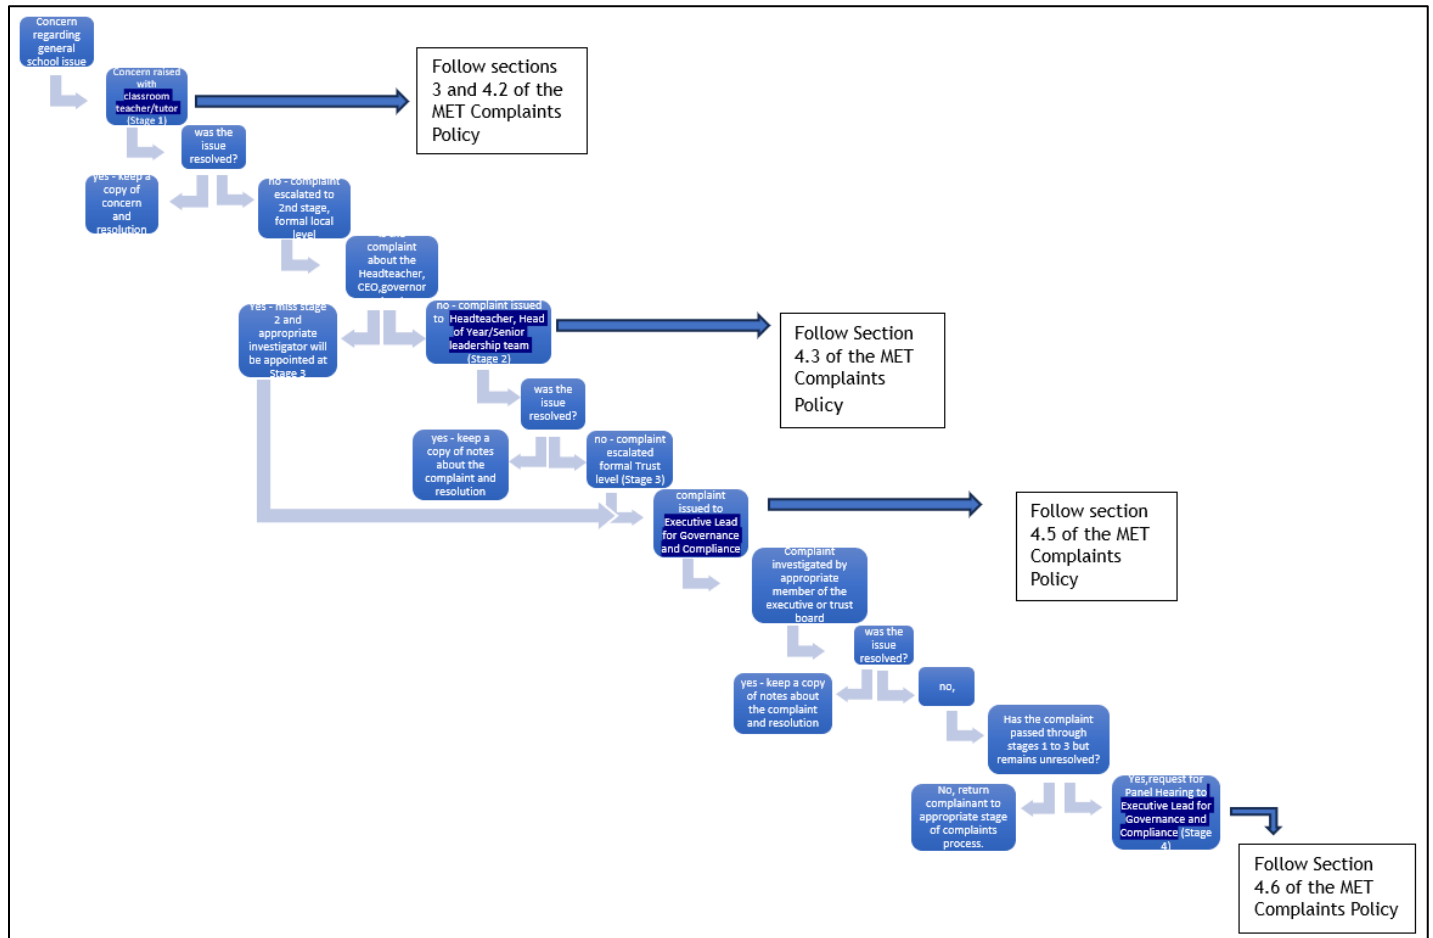 Concern
regarding
general
school issue
Concern raised
with
classroom
teacher/tutor
(Stage 1)
Follow sections
3 and 4.2 of the
MET Complaints
Policy
was the
issue
resolved?
yes - keep a
copy of
concern
and
resolution
no - complaint
escalated to
2nd stage,
formal local
level
complaint
about the
Headteacher,
CEO,governor
Yes - miss stage
2 and
appropriate
investigator will
be appointed at
Stage 3
no - complaint issued
to Headteacher, Head
of Year/Senior
leadership team
(Stage 2)
Follow Section
4.3 of the MET
Complaints
Policy
was the
issue
resolved?
yes - keep a
copy of notes
about the
complaint and
resolution
no - complaint
escalated
formal Trust
level (Stage 3)
complaint
issued to
Executive Lead
for Governance
and Compliance
Follow section
4.5 of the MET
Complaints
Policy
Complaint
investigated by
appropriate
member of the
executive or trust
board
was the
issue
resolved?
yes - keep a copy
of notes about
the complaint
and resolution
no,
Has the complaint
passed through
stages 1 to 3 but
remains unresolved?
No, return
complainant to
appropriate stage
of complaints
process.
Yes,request for
Panel Hearing to
Executive Lead for
Governance and
Compliance (Stage
4)
Follow Section
4.6 of the MET
Complaints Policy